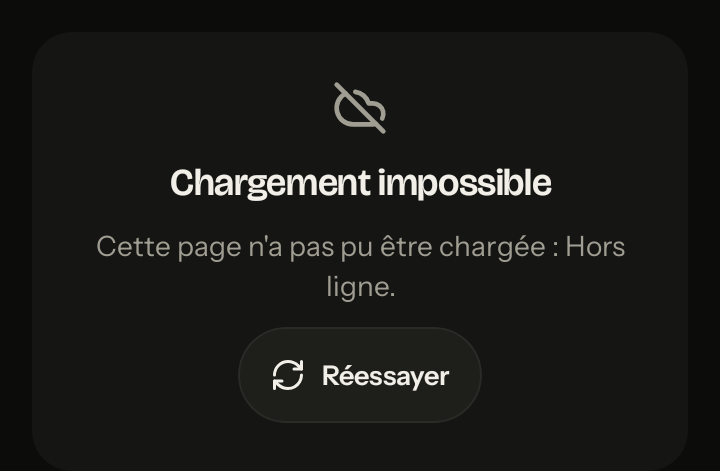 Chargement impossible
Cette page n'a pas pu être chargée : Hors
ligne.
Réessayer